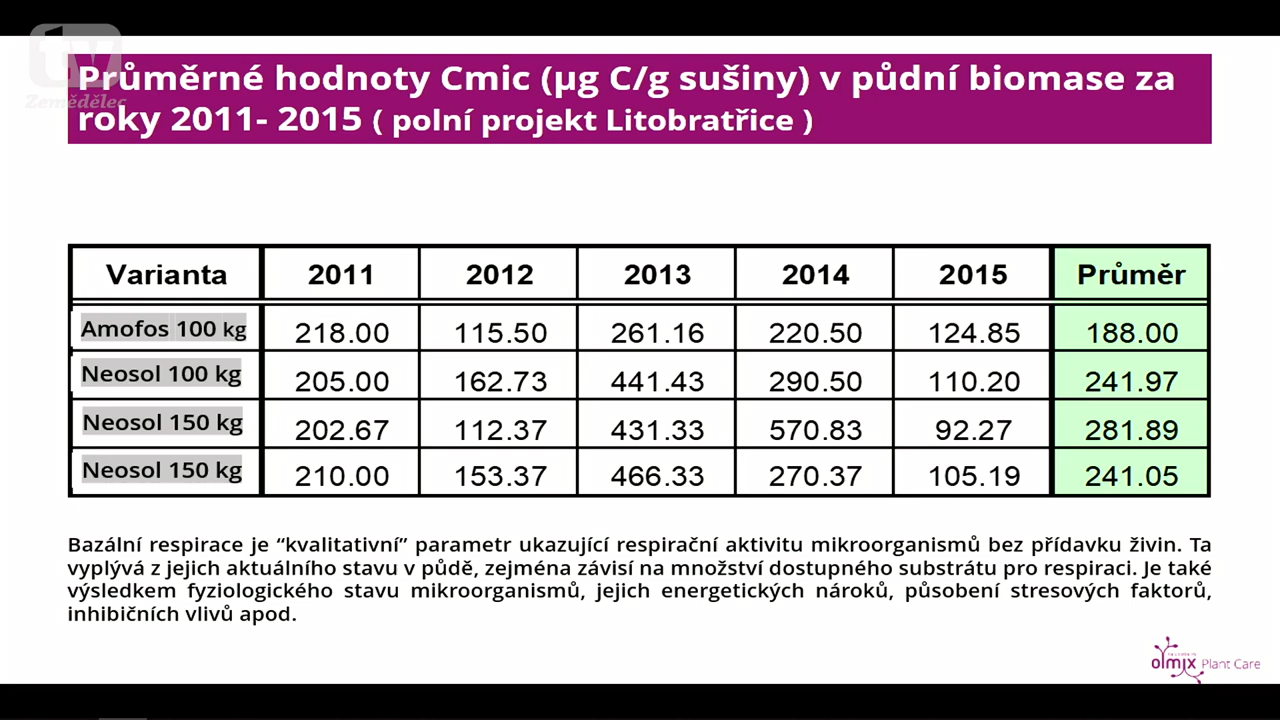 tv
Zemědělec
Průměrné hodnoty Cmic (µg C/g sušiny) v půdní biomase za
roky 2011- 2015 ( polní projekt Litobratřice )
Varianta 2011 2012 2013 2014 2015 Průměr
Amofos 100 kg 218.00 115.50 261.16 220.50 124.85 188.00
Neosol 100 kg 205.00 162.73 441.43 290.50 110.20 241.97
Neosol 150 kg 202.67 112.37 431.33 570.83 92.27 281.89
Neosol 150 kg 210.00 153.37 466.33 270.37 105.19 241.05
Bazální respirace je “kvalitativní” parametr ukazující respirační aktivitu mikroorganismů bez přídavku živin. Ta
vyplývá z jejich aktuálního stavu v půdě, zejména závisí na množství dostupného substrátu pro respiraci. Je také
výsledkem fyziologického stavu mikroorganismů, jejich energetických nároků, působení stresových faktorů,
inhibičních vlivů apod.
olmix Plant Care